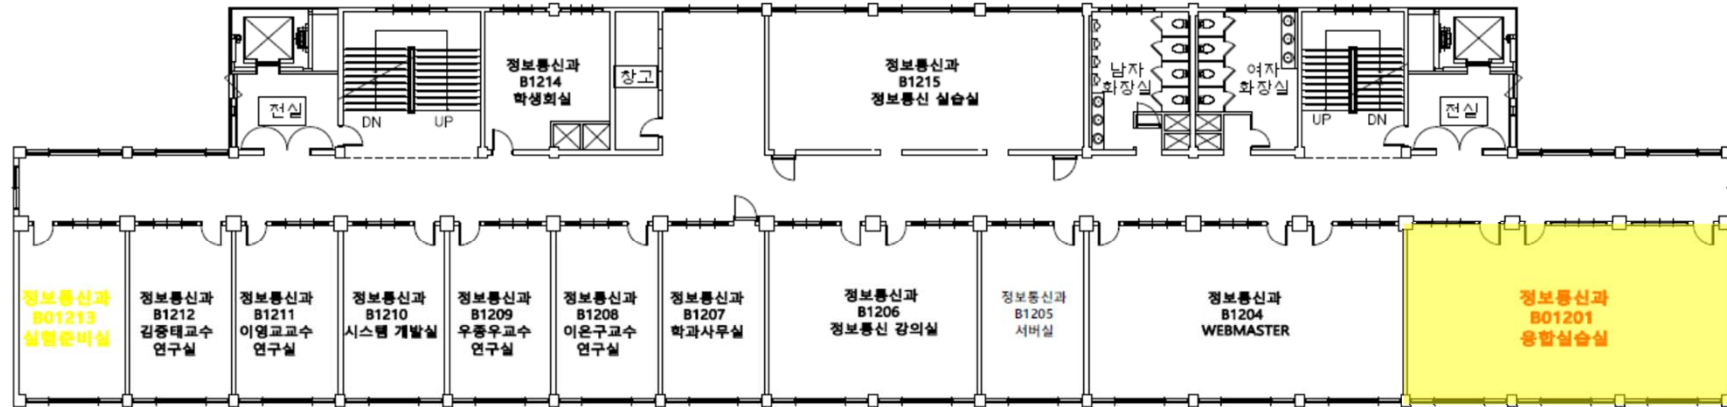 정보통신과
B1214
학생회실
창고
정보통신과
B1215
정보통신 실습실
남자
화장실
여자
화장실
전실
DN
UP
UP
DN
전실
정보통신과
B01213
실험준비실
정보통신과
B1212
김중태교수
연구실
정보통신과
B1211
이영교교수
연구실
정보통신과
B1210
시스템 개발실
정보통신과
B1209
우종우교수
연구실
정보통신과
B1208
이온구교수
연구실
정보통신과
B1207
학과사무실
정보통신과
B1206
정보통신 강의실
정보통신과
B1205
서버실
정보통신과
B1204
WEBMASTER
정보통신과
B01201
융합실습실